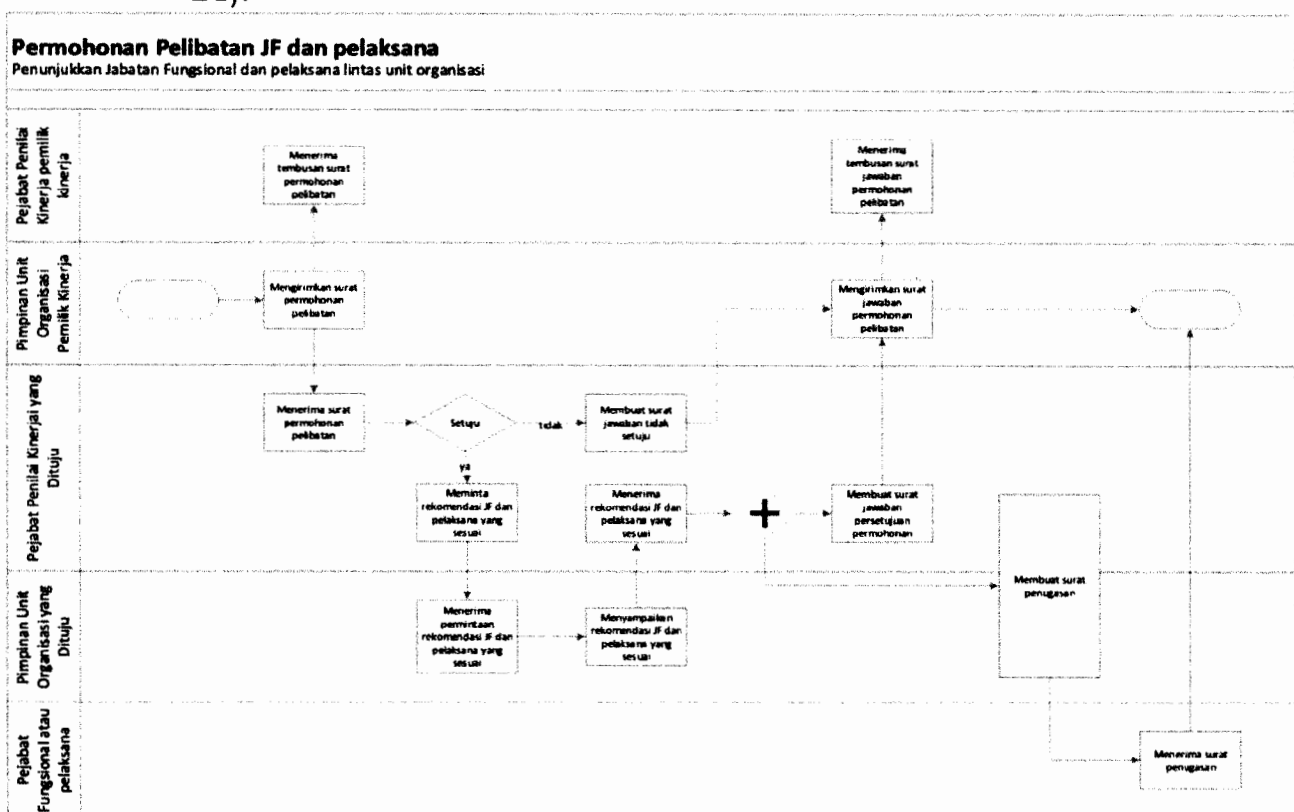 Permohonan Pelibatan JF dan pelaksana
Penunjukkan Jabatan Fungsional dan pelaksana lintas unit organisasi
Pejabat Penilai
Kinerja pemilik
kinerja
Menerima
tembusan surat
permohonan
pelibatan
Menerima
tembusan surat
jawaban
permohonan
pelibatan
Pimpinan Unit
Organisasi
Pemilik Kinerja
Mengirimkan surat
permohonan
pelibatan
Mengirimkan surat
jawaban
permohonan
pelibatan
Pejabat Penilai Kinerjai yang
Dituju
Menerima surat
permohonan
pelibatan
Setuju
tidak
Membuat surat
jawaban tidak
setuju
ya
Meminta
rekomendasi JF dan
pelaksana yang
sesuai
Menerima
rekomendasi JF dan
pelaksana yang
sesuai
Membuat surat
jawaban
persetujuan
permohonan
Membuat surat
penugasan
Pimpinan Unit
Organisasi yang
Dituju
Menerima
permintaan
rekomendasi JF dan
pelaksana yang
sesuai
Menyampaikan
rekomendasi JF dan
pelaksana yang
sesuai
Pejabat
Fungsional atau
pelaksana
Menerima surat
penugasan